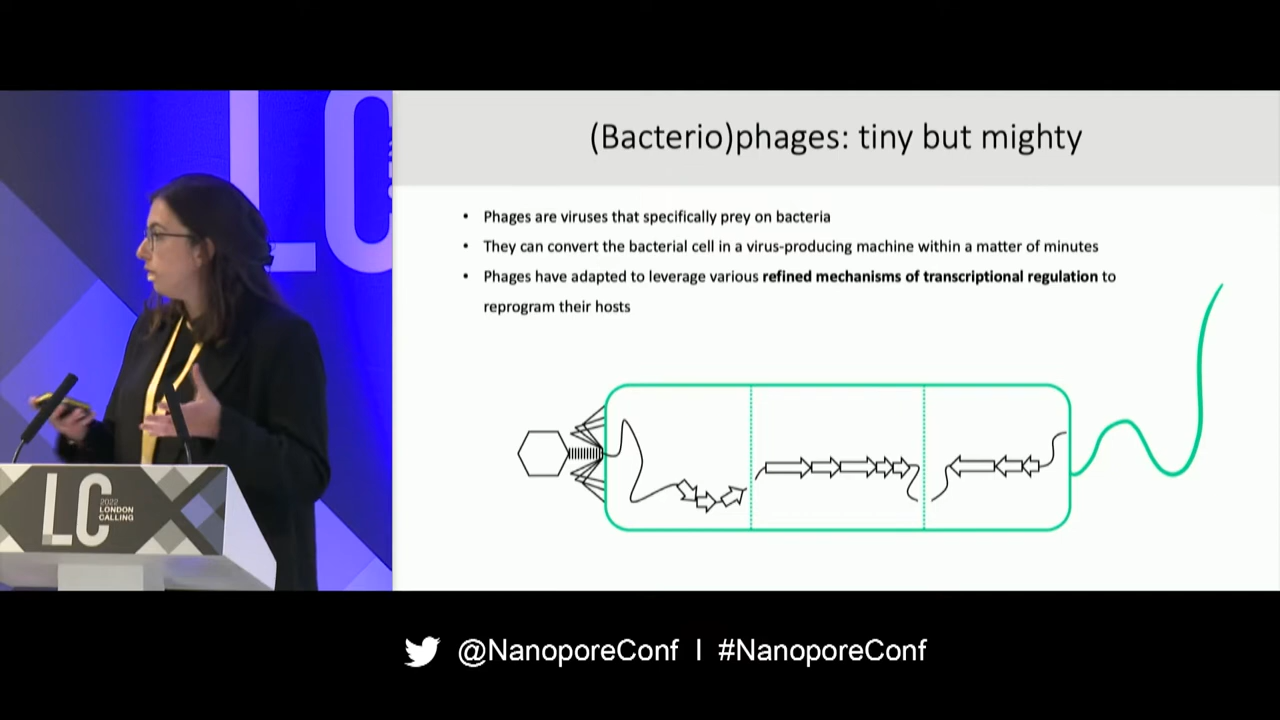 LC
(Bacterio)phages: tiny but mighty
• Phages are viruses that specifically prey on bacteria
• They can convert the bacterial cell in a virus-producing machine within a matter of minutes
• Phages have adapted to leverage various refined mechanisms of transcriptional regulation to
reprogram their hosts
LC
2022
LONDON
CALLING
@NanoporeConf | #NanoporeConf